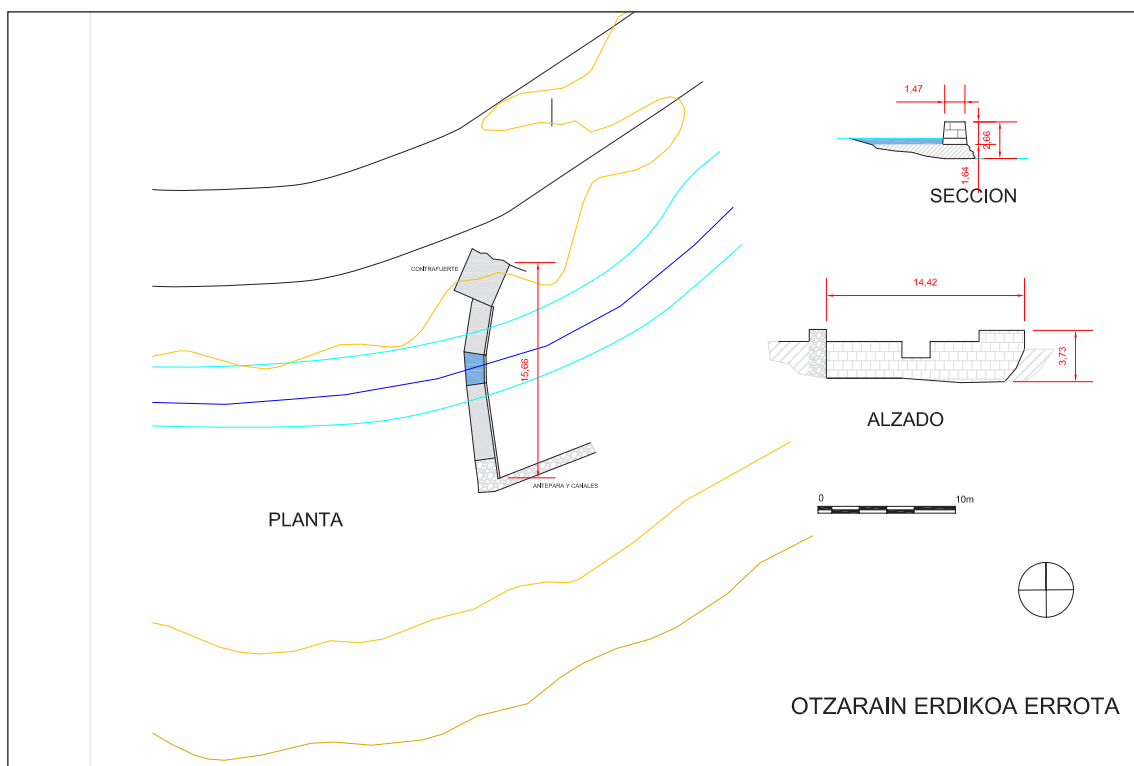 1,47
2,66
1,64
SECCION
CONTRAFUERTE
15,66
14,42
3,73
ALZADO
ANTEPARA Y CANALES
0 10m
PLANTA
OTZARAIN ERDIKOA ERROTA